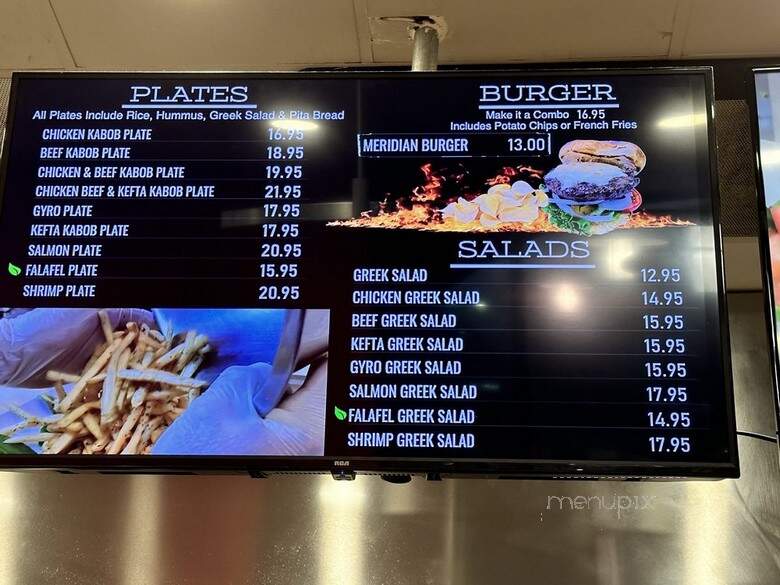 PLATES
All Plates Include Rice, Hummus, Greek Salad & Pita Bread
CHICKEN KABOB PLATE 16.95
BEEF KABOB PLATE 18.95
CHICKEN & BEEF KABOB PLATE 19.95
CHICKEN BEEF & KEFTA KABOB PLATE 21.95
GYRO PLATE 17.95
KEFTA KABOB PLATE 17.95
SALMON PLATE 20.95
FALAFEL PLATE 15.95
SHRIMP PLATE 20.95
BURGER
Make it a Combo 16.95
Includes Potato Chips or French Fries
MERIDIAN BURGER 13.00
SALADS
GREEK SALAD 12.95
CHICKEN GREEK SALAD 14.95
BEEF GREEK SALAD 15.95
KEFTA GREEK SALAD 15.95
GYRO GREEK SALAD 15.95
SALMON GREEK SALAD 17.95
FALAFEL GREEK SALAD 14.95
SHRIMP GREEK SALAD 17.95
RCA
menupix